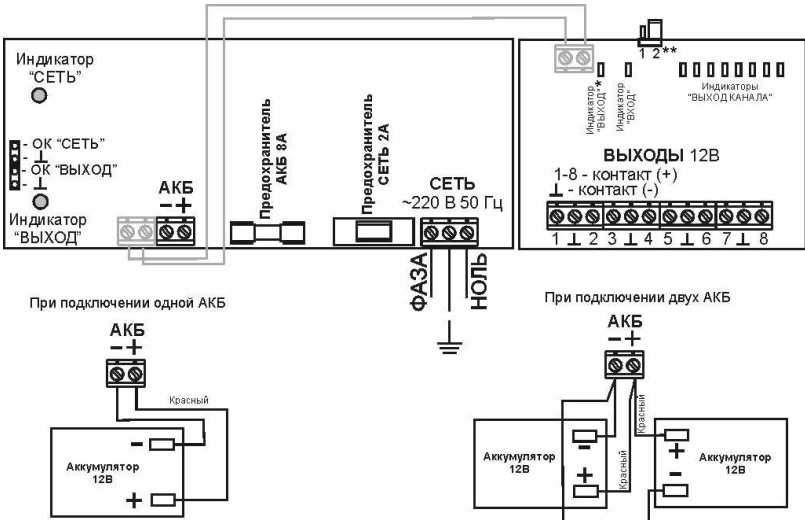 Индикатор
"СЕТЬ"
- ОК "СЕТЬ"
- ⊥
- ОК "ВЫХОД"
- ⊥
Индикатор
"ВЫХОД"
АКБ
− +
Предохранитель
АКБ 8А
Предохранитель
СЕТЬ 2А
СЕТЬ
~220 В 50 Гц
ФАЗА
НОЛЬ
1 2**
Индикатор
"ВЫХОД"*
Индикатор
"ВХОД"
Индикаторы
"ВЫХОД КАНАЛА"
ВЫХОДЫ 12В
1-8 - контакт (+)
⊥ - контакт (-)
1 ⊥ 2 3 ⊥ 4 5 ⊥ 6 7 ⊥ 8
При подключении одной АКБ
АКБ
− +
Красный
Аккумулятор
12В
−
+
При подключении двух АКБ
АКБ
− +
Красный
Красный
Аккумулятор
12В
−
+
+
−
Аккумулятор
12В